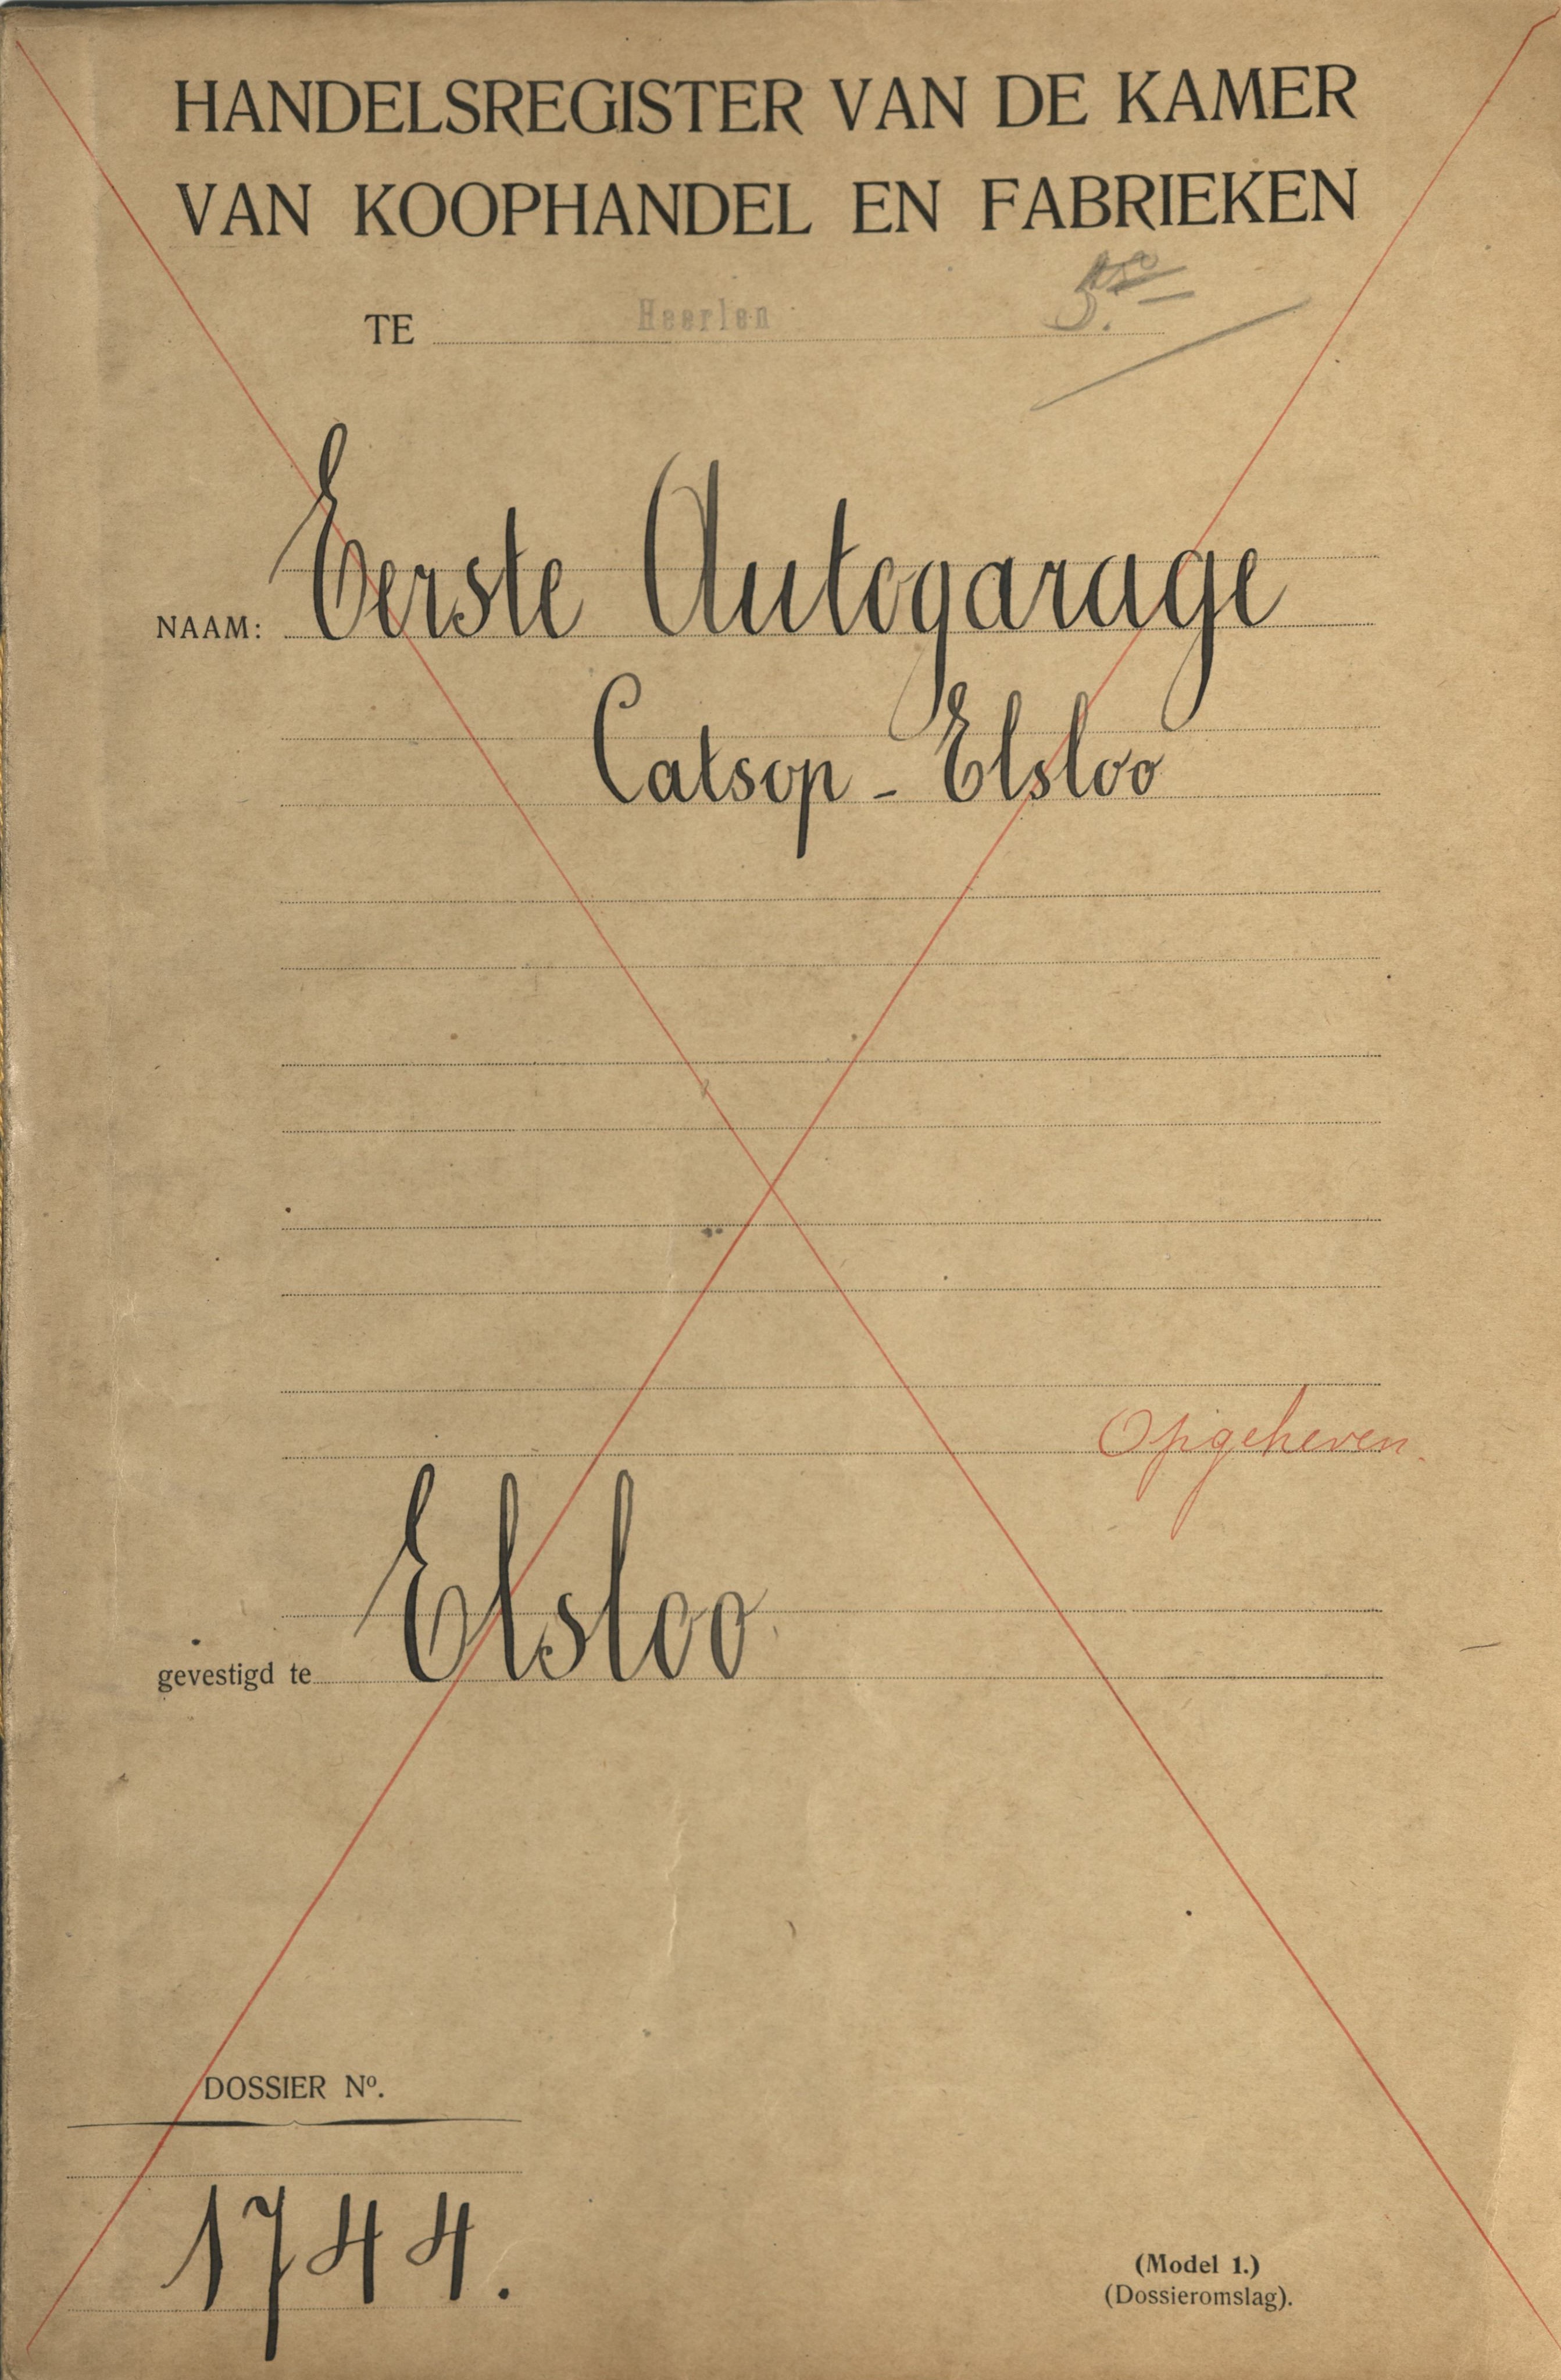 HANDELSREGISTER VAN DE KAMER
VAN KOOPHANDEL EN FABRIEKEN
TE Heerlen
NAAM: Eerste Autogarage
Catsop - Elsloo
Opgeheven.
gevestigd te Elsloo
DOSSIER Nº.
1744.
(Model 1.)
(Dossieromslag).